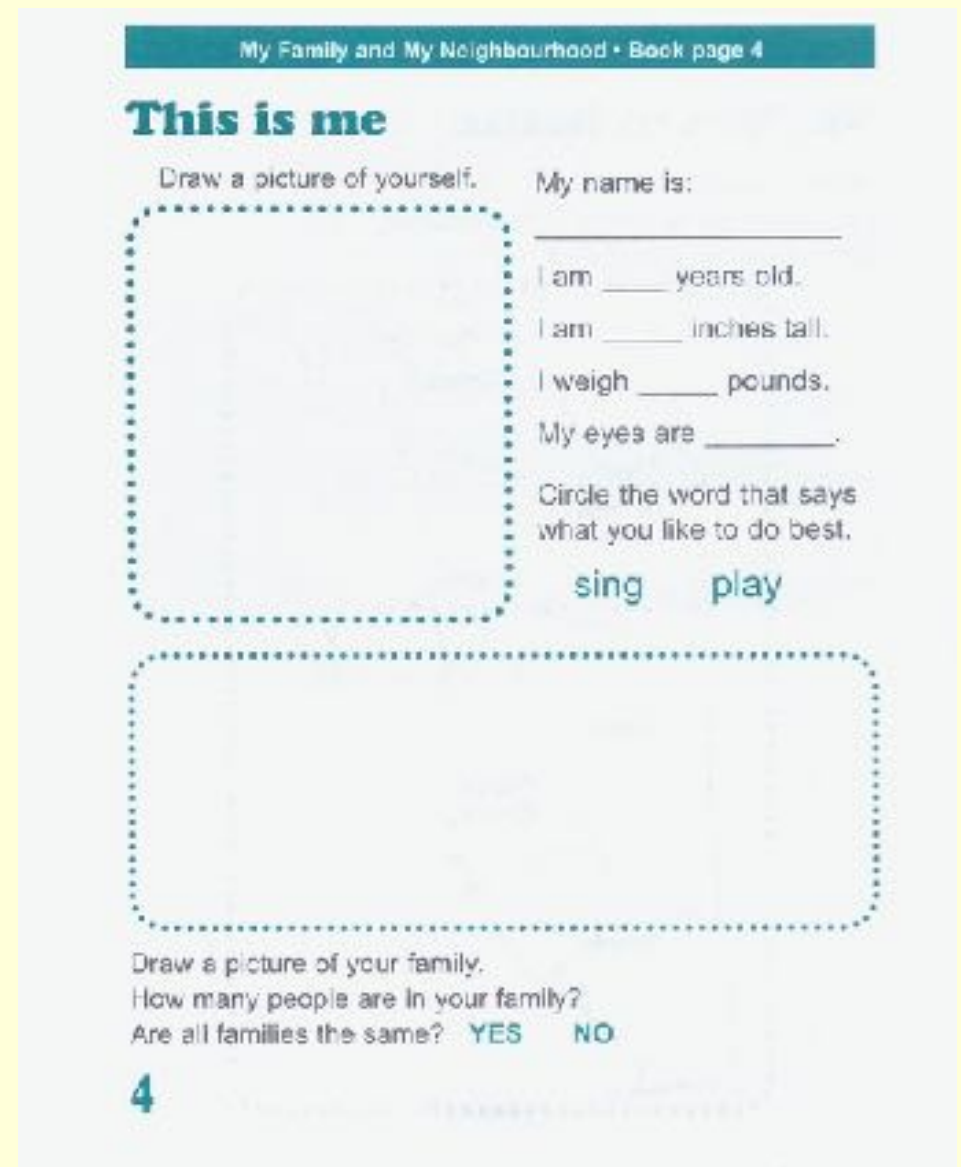 My Family and My Neighbourhood • Book page 4
This is me
Draw a picture of yourself.
My name is:
I am ____ years old.
I am _____ inches tall.
I weigh _____ pounds.
My eyes are ________.
Circle the word that says
what you like to do best.
sing play
Draw a picture of your family.
How many people are in your family?
Are all families the same? YES NO
4